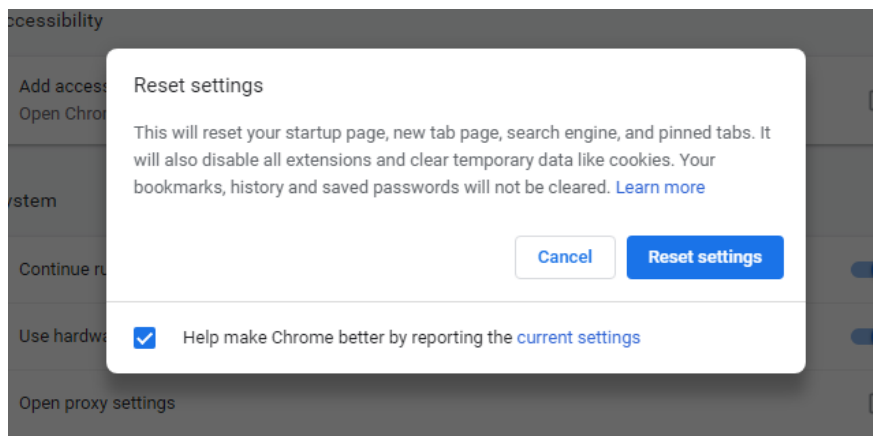 ccessibility
Reset settings
Add access
Open Chror
This will reset your startup page, new tab page, search engine, and pinned tabs. It
will also disable all extensions and clear temporary data like cookies. Your
bookmarks, history and saved passwords will not be cleared. Learn more
ystem
Cancel
Reset settings
Continue ru
Use hardwa
Help make Chrome better by reporting the current settings
Open proxy settings